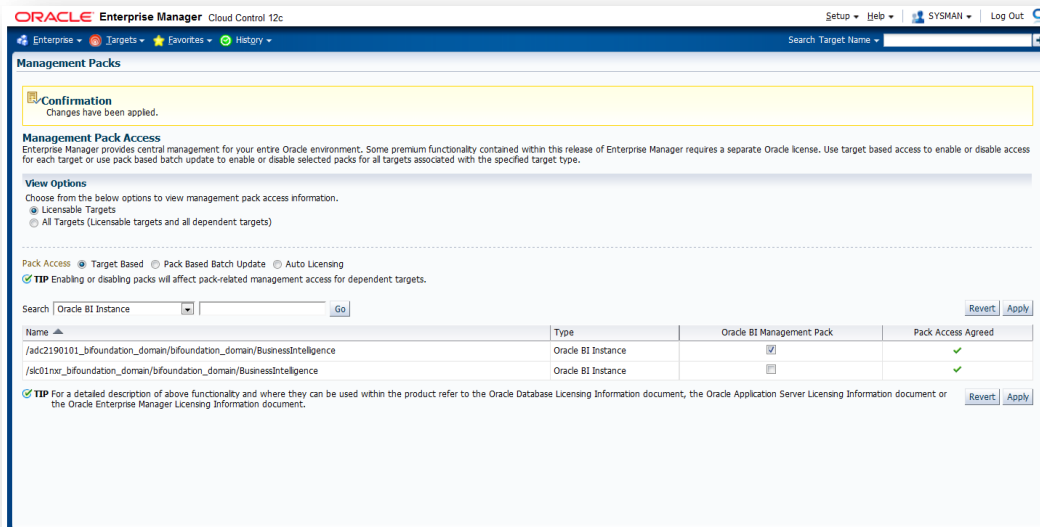 ORACLE Enterprise Manager Cloud Control 12c
Setup Help SYSMAN Log Out
Enterprise Targets Favorites History Search Target Name
Management Packs
Confirmation
Changes have been applied.
Management Pack Access
Enterprise Manager provides central management for your entire Oracle environment. Some premium functionality contained within this release of Enterprise Manager requires a separate Oracle license. Use target based access to enable or disable access
for each target or use pack based batch update to enable or disable selected packs for all targets associated with the specified target type.
View Options
Choose from the below options to view management pack access information.
Licensable Targets
All Targets (Licensable targets and all dependent targets)
Pack Access Target Based Pack Based Batch Update Auto Licensing
TIP Enabling or disabling packs will affect pack-related management access for dependent targets.
Search Oracle BI Instance Go Revert Apply
Name Type Oracle BI Management Pack Pack Access Agreed
/adc2190101_bifoundation_domain/bifoundation_domain/BusinessIntelligence Oracle BI Instance
/slc01nxr_bifoundation_domain/bifoundation_domain/BusinessIntelligence Oracle BI Instance
TIP For a detailed description of above functionality and where they can be used within the product refer to the Oracle Database Licensing Information document, the Oracle Application Server Licensing Information document or Revert Apply
the Oracle Enterprise Manager Licensing Information document.